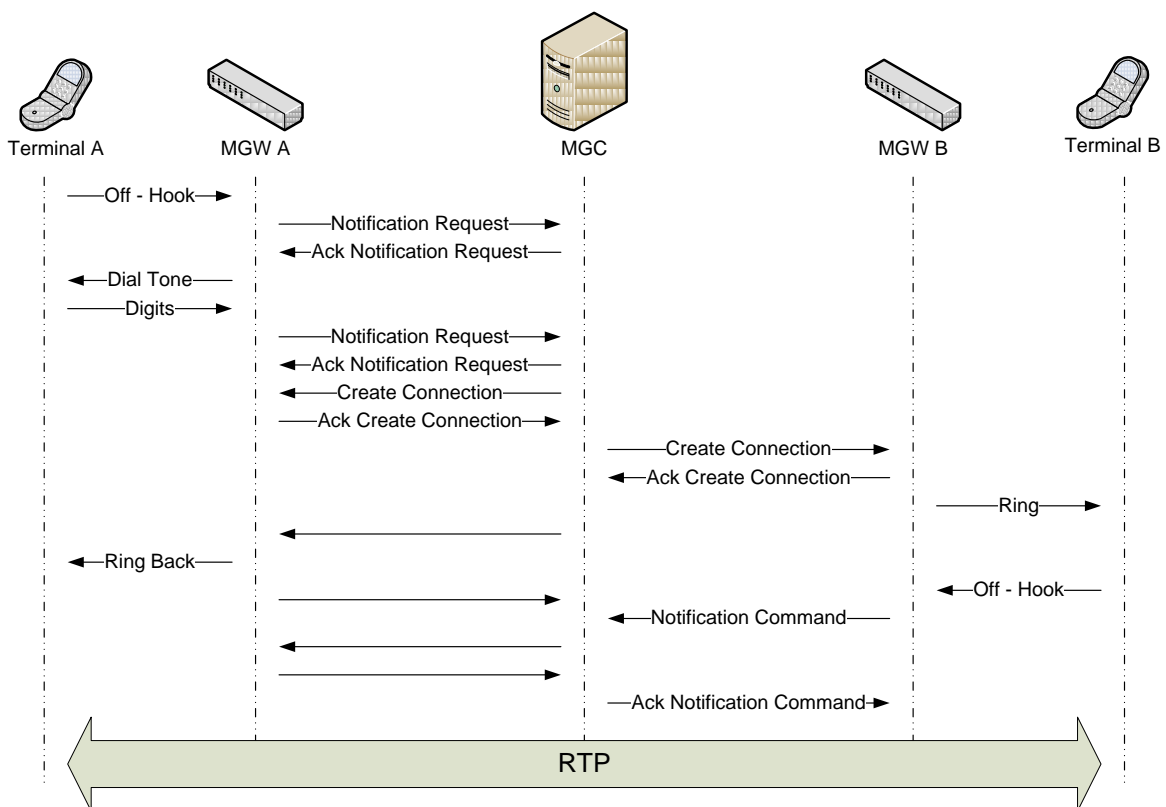 Terminal A
MGW A
MGC
MGW B
Terminal B
Off - Hook
Notification Request
Ack Notification Request
Dial Tone
Digits
Notification Request
Ack Notification Request
Create Connection
Ack Create Connection
Create Connection
Ack Create Connection
Ring
Ring Back
Off - Hook
Notification Command
Ack Notification Command
RTP